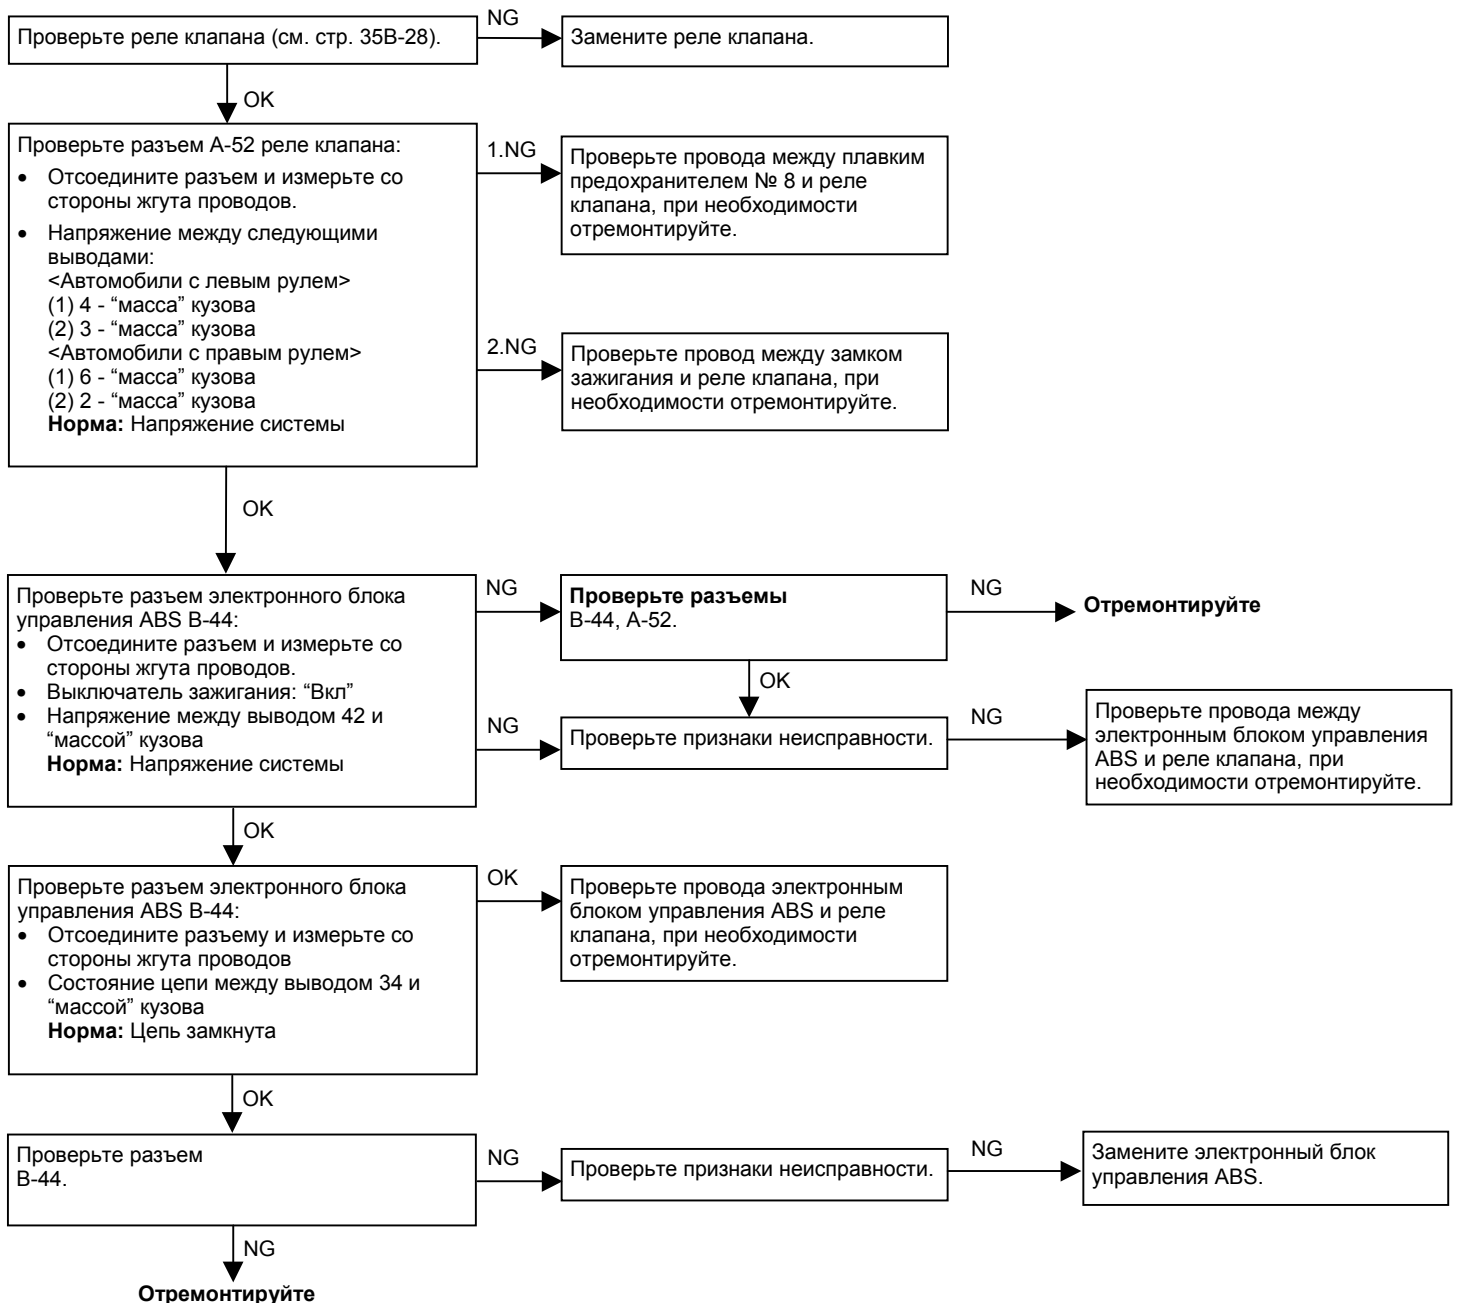 Проверьте реле клапана (см. стр. 35B-28).
NG
Замените реле клапана.
OK
Проверьте разъем А-52 реле клапана:
• Отсоедините разъем и измерьте со
стороны жгута проводов.
• Напряжение между следующими
выводами:
<Автомобили с левым рулем>
(1) 4 - “масса” кузова
(2) 3 - “масса” кузова
<Автомобили с правым рулем>
(1) 6 - “масса” кузова
(2) 2 - “масса” кузова
Норма: Напряжение системы
1.NG
Проверьте провода между плавким
предохранителем № 8 и реле
клапана, при необходимости
отремонтируйте.
2.NG
Проверьте провод между замком
зажигания и реле клапана, при
необходимости отремонтируйте.
OK
Проверьте разъем электронного блока
управления ABS B-44:
• Отсоедините разъем и измерьте со
стороны жгута проводов.
• Выключатель зажигания: “Вкл”
• Напряжение между выводом 42 и
“массой” кузова
Норма: Напряжение системы
NG
Проверьте разъемы
B-44, A-52.
NG
Отремонтируйте
OK
NG
Проверьте признаки неисправности.
NG
Проверьте провода между
электронным блоком управления
ABS и реле клапана, при
необходимости отремонтируйте.
OK
Проверьте разъем электронного блока
управления ABS B-44:
• Отсоедините разъему и измерьте со
стороны жгута проводов
• Состояние цепи между выводом 34 и
“массой” кузова
Норма: Цепь замкнута
OK
Проверьте провода электронным
блоком управления ABS и реле
клапана, при необходимости
отремонтируйте.
OK
Проверьте разъем
B-44.
NG
Проверьте признаки неисправности.
NG
Замените электронный блок
управления ABS.
NG
Отремонтируйте